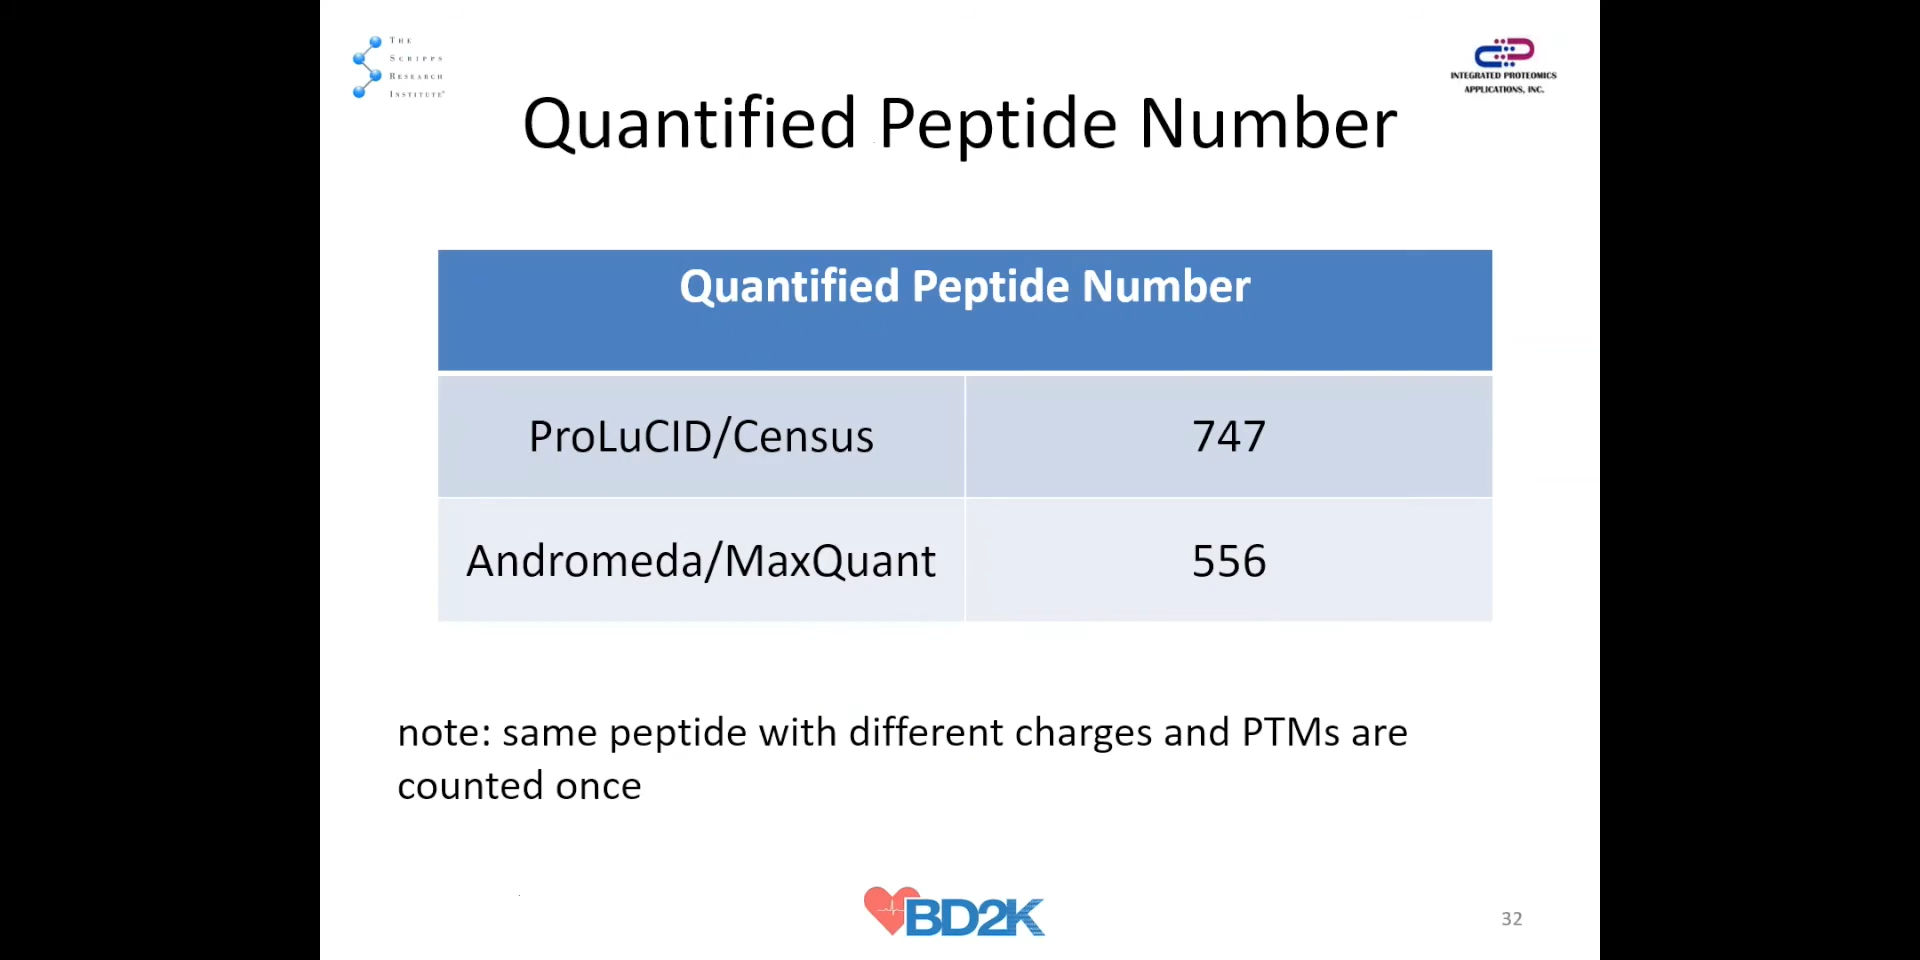 THE
SCRIPPS
RESEARCH
INSTITUTE®
INTEGRATED PROTEOMICS
APPLICATIONS, INC.
Quantified Peptide Number
Quantified Peptide Number
ProLuCID/Census 747
Andromeda/MaxQuant 556
note: same peptide with different charges and PTMs are
counted once
BD2K
32